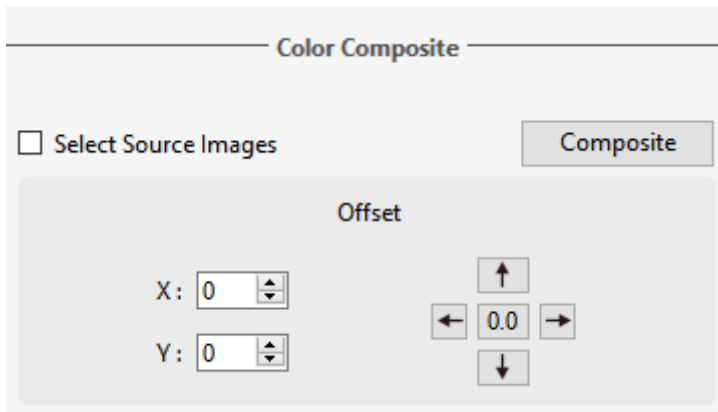 Color Composite
Select Source Images
Composite
Offset
X: 0
0.0
Y: 0